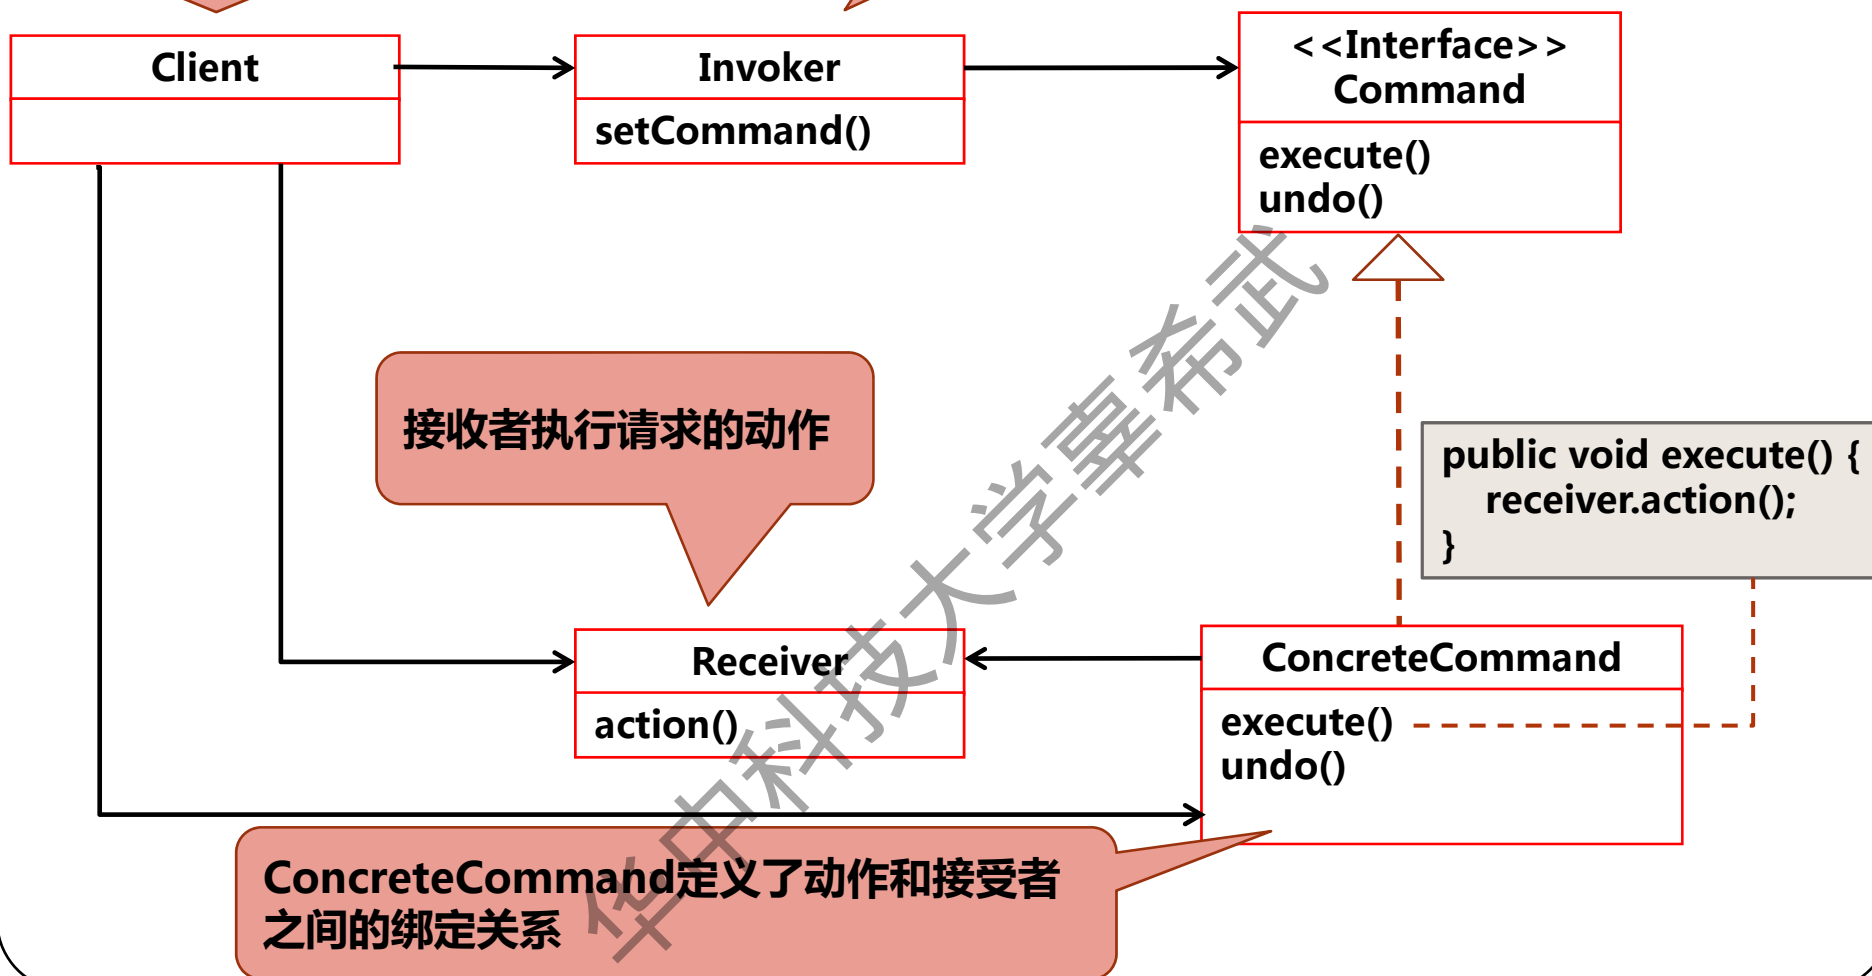 Client
Invoker
setCommand()
<<Interface>>
Command
execute()
undo()
接收者执行请求的动作
public void execute() {
receiver.action();
}
Receiver
action()
ConcreteCommand
execute()
undo()
ConcreteCommand定义了动作和接受者
之间的绑定关系
华中科技大学辜希武